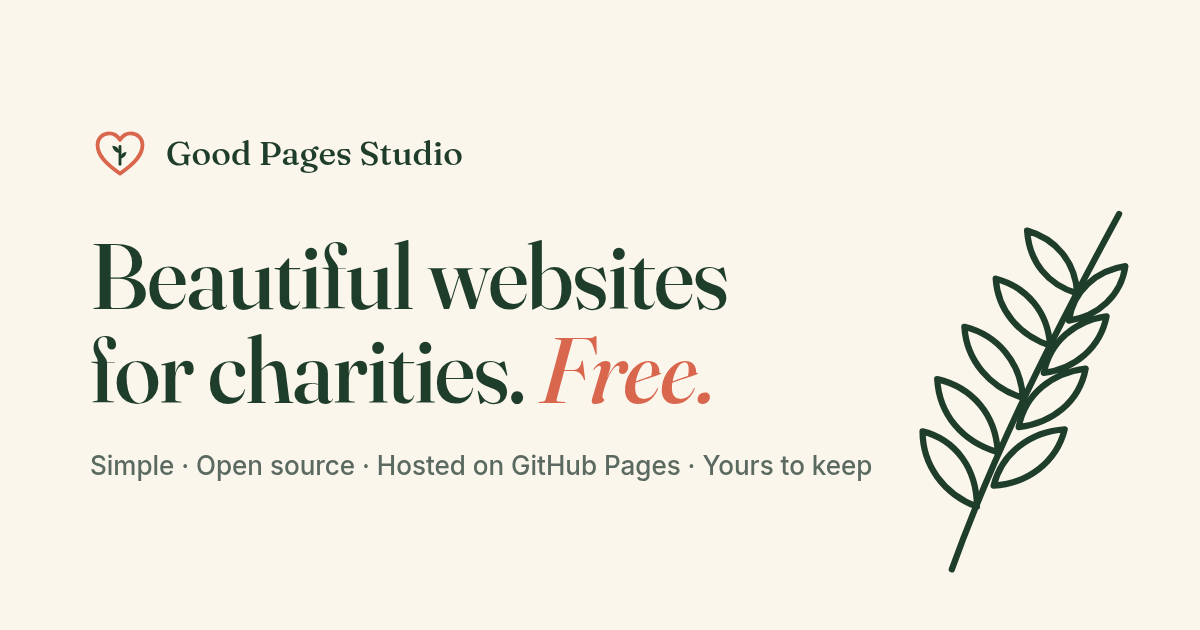 Good Pages Studio
Beautiful websites
for charities. Free.
Simple · Open source · Hosted on GitHub Pages · Yours to keep